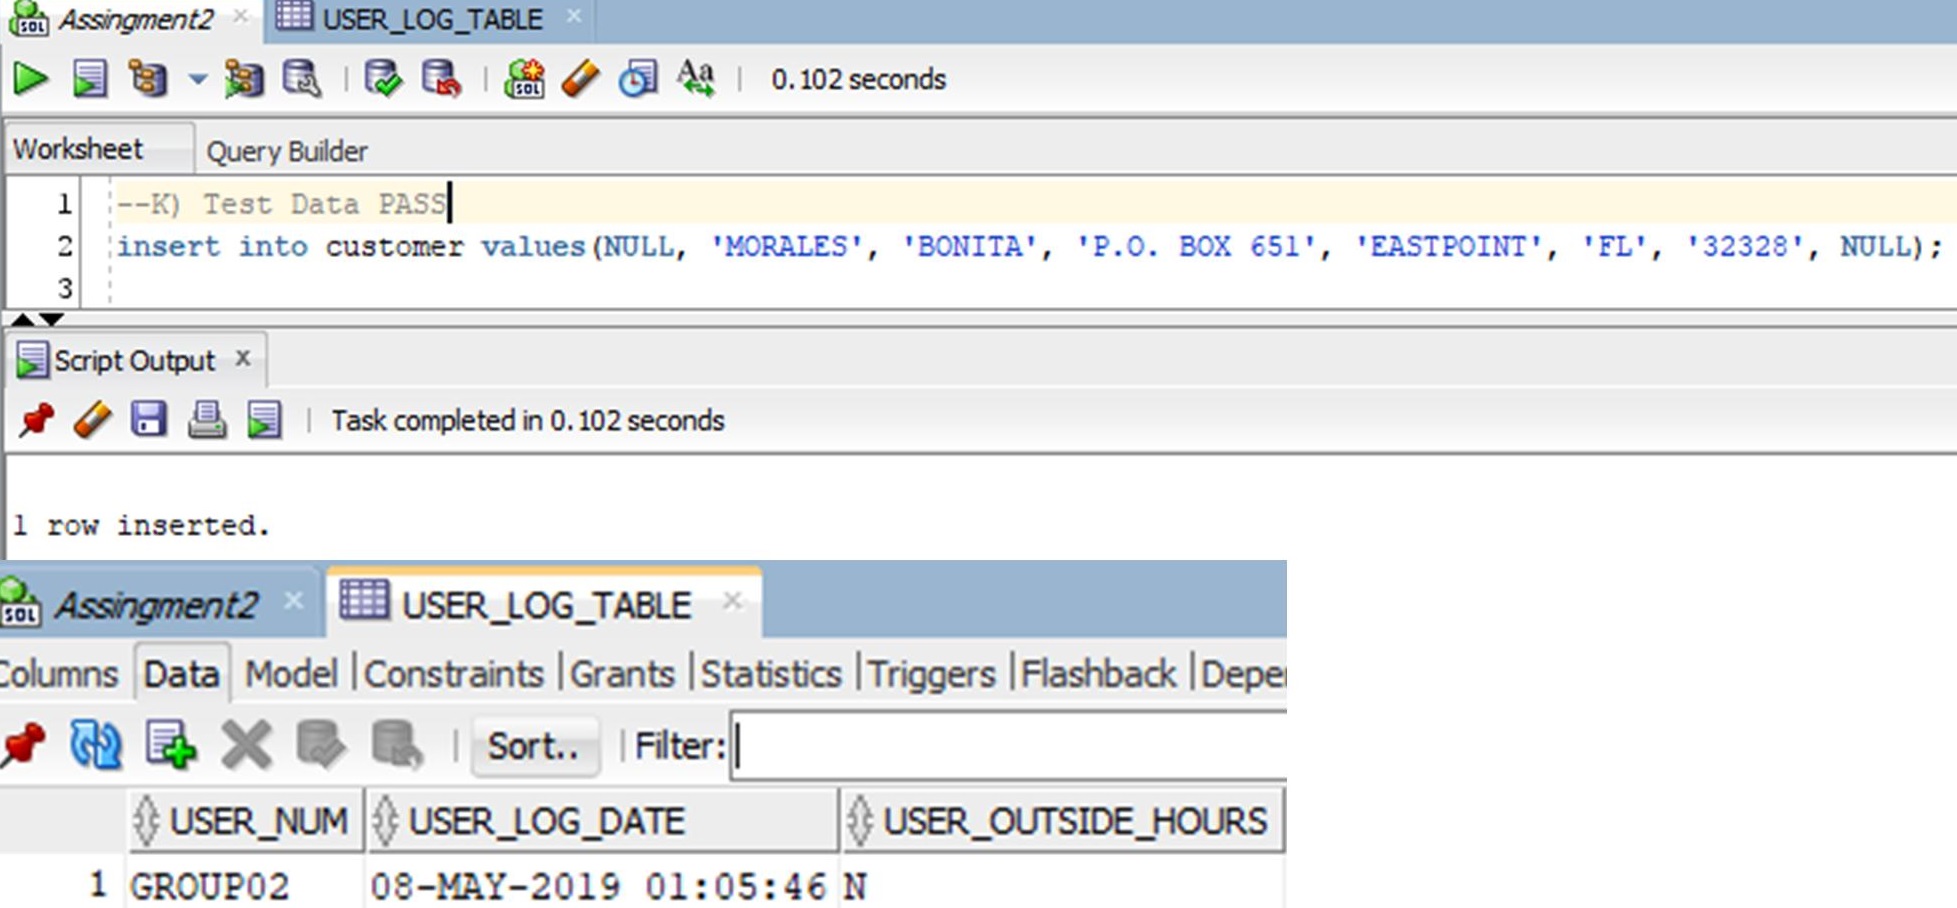 Assingment2 USER_LOG_TABLE
SQL SQL 0.102 seconds
Worksheet Query Builder
1 --K) Test Data PASS
2 insert into customer values(NULL, 'MORALES', 'BONITA', 'P.O. BOX 651', 'EASTPOINT', 'FL', '32328', NULL);
3
Script Output x
Task completed in 0.102 seconds
1 row inserted.
SQL Assingment2 USER_LOG_TABLE
Columns Data Model |Constraints |Grants |Statistics |Triggers |Flashback |Depe
Sort.. Filter:
USER_NUM USER_LOG_DATE USER_OUTSIDE_HOURS
1 GROUP02 08-MAY-2019 01:05:46 N